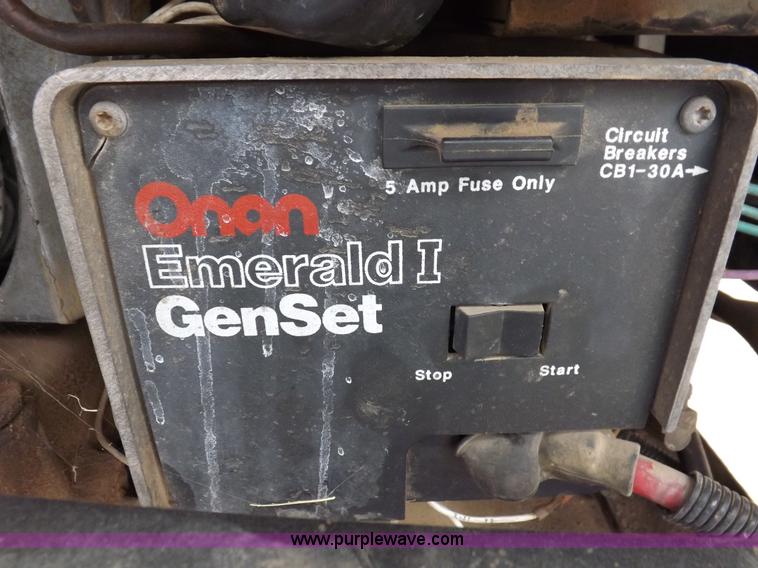 Circuit
Breakers
CB1-30A→
5 Amp Fuse Only
Onan
Emerald I
GenSet
Stop Start
www.purplewave.com